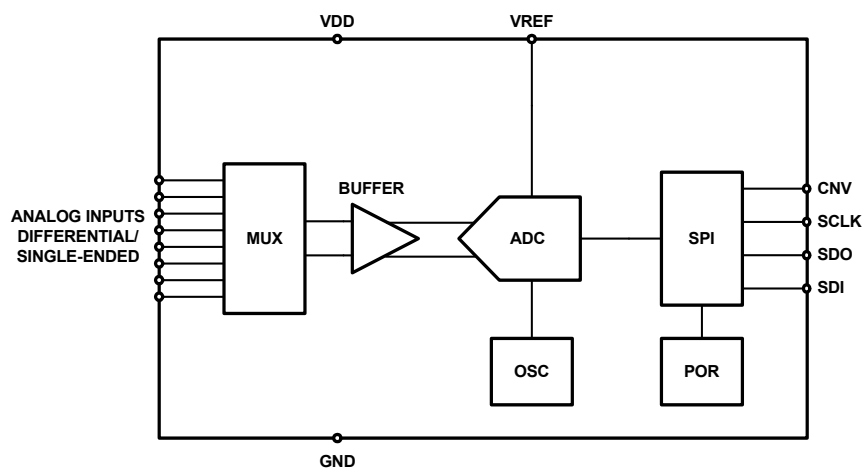 VDD
VREF
ANALOG INPUTS
DIFFERENTIAL/
SINGLE-ENDED
MUX
BUFFER
ADC
SPI
CNV
SCLK
SDO
SDI
OSC
POR
GND